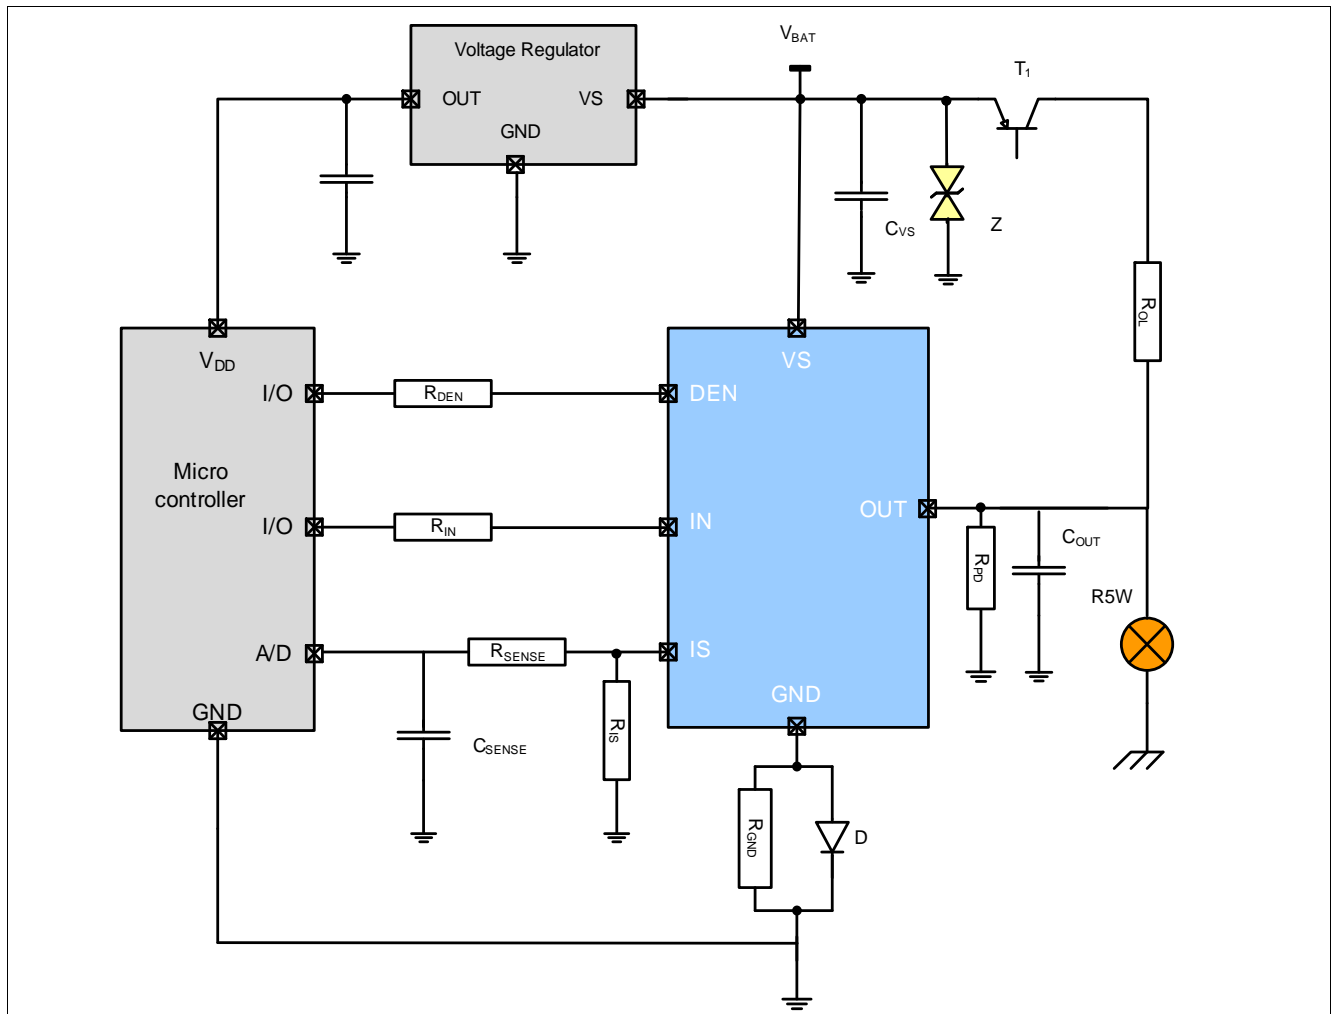 Voltage Regulator
OUT
VS
GND
VBAT
T1
CVS
Z
ROL
VDD
I/O
RDEN
DEN
VS
Micro
controller
I/O
RIN
IN
OUT
RPD
COUT
R5W
A/D
RSENSE
IS
GND
CSENSE
RIS
GND
RGND
D